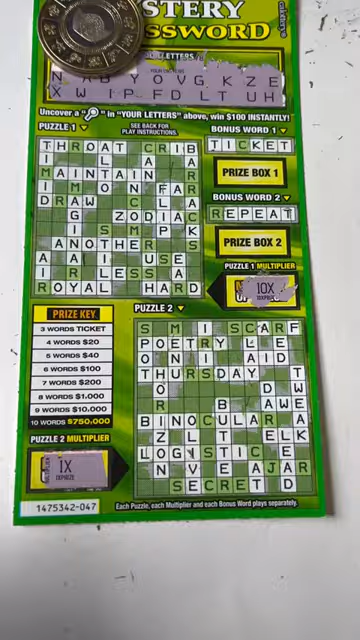 MYSTERY
CROSSWORD
YOUR LETTERS
N A B Y O V G K Z E
X W I P F D L T U H
Uncover a "" in "YOUR LETTERS" above, win $100 INSTANTLY!
PUZZLE 1
SEE BACK FOR
PLAY INSTRUCTIONS.
BONUS WORD 1
TICKET
PRIZE BOX 1
BONUS WORD 2
REPEAT
PRIZE BOX 2
PUZZLE 1 MULTIPLIER
10X
THROAT CRIB
MAINTAIN
FAR
DRAW
ZODIAC
ANOTHER
USE
LESS
ROYAL HARD
PRIZE KEY
3 WORDS TICKET
4 WORDS $20
5 WORDS $40
6 WORDS $100
7 WORDS $200
8 WORDS $1,000
9 WORDS $10,000
10 WORDS $750,000
PUZZLE 2 MULTIPLIER
1X
PUZZLE 2
SCARF
POETRY
AID
THURSDAY
AWE
BINOCULAR
ELK
LOGISTIC
AJAR
SECRET
1475342-047
Each Puzzle, each Multiplier and each Bonus Word plays separately.